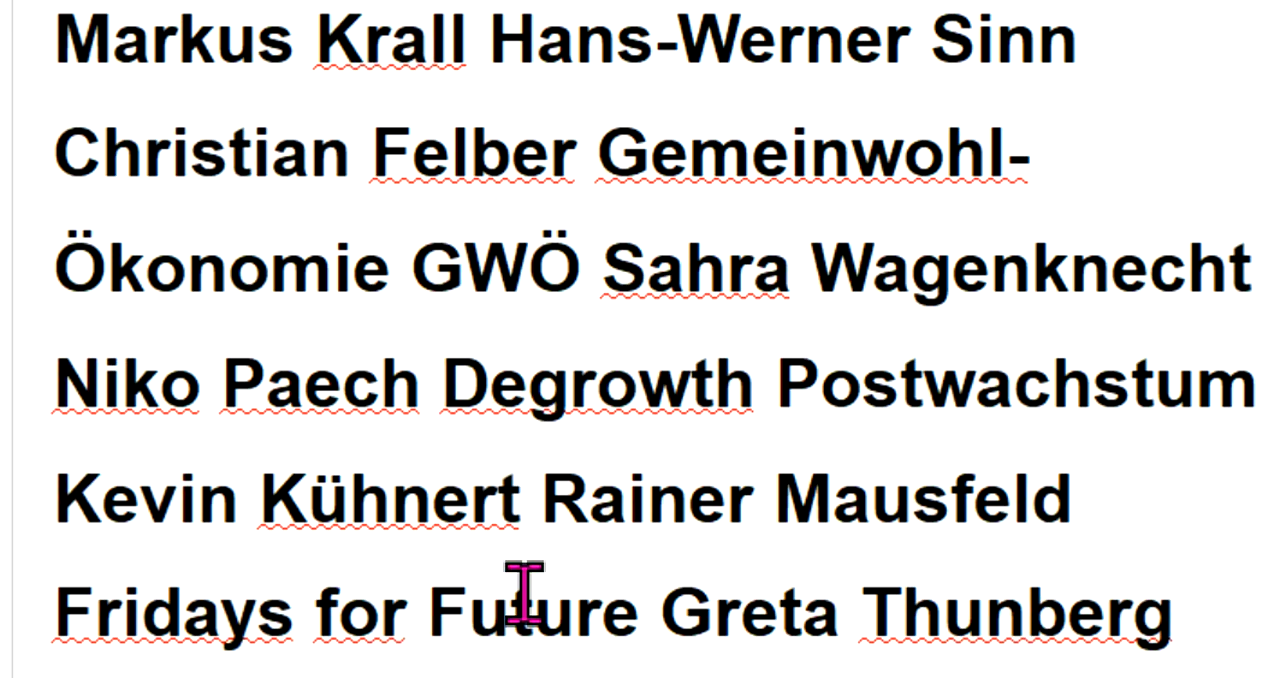 Markus Krall Hans-Werner Sinn
Christian Felber Gemeinwohl-
Ökonomie GWÖ Sahra Wagenknecht
Niko Paech Degrowth Postwachstum
Kevin Kühnert Rainer Mausfeld
Fridays for Future Greta Thunberg